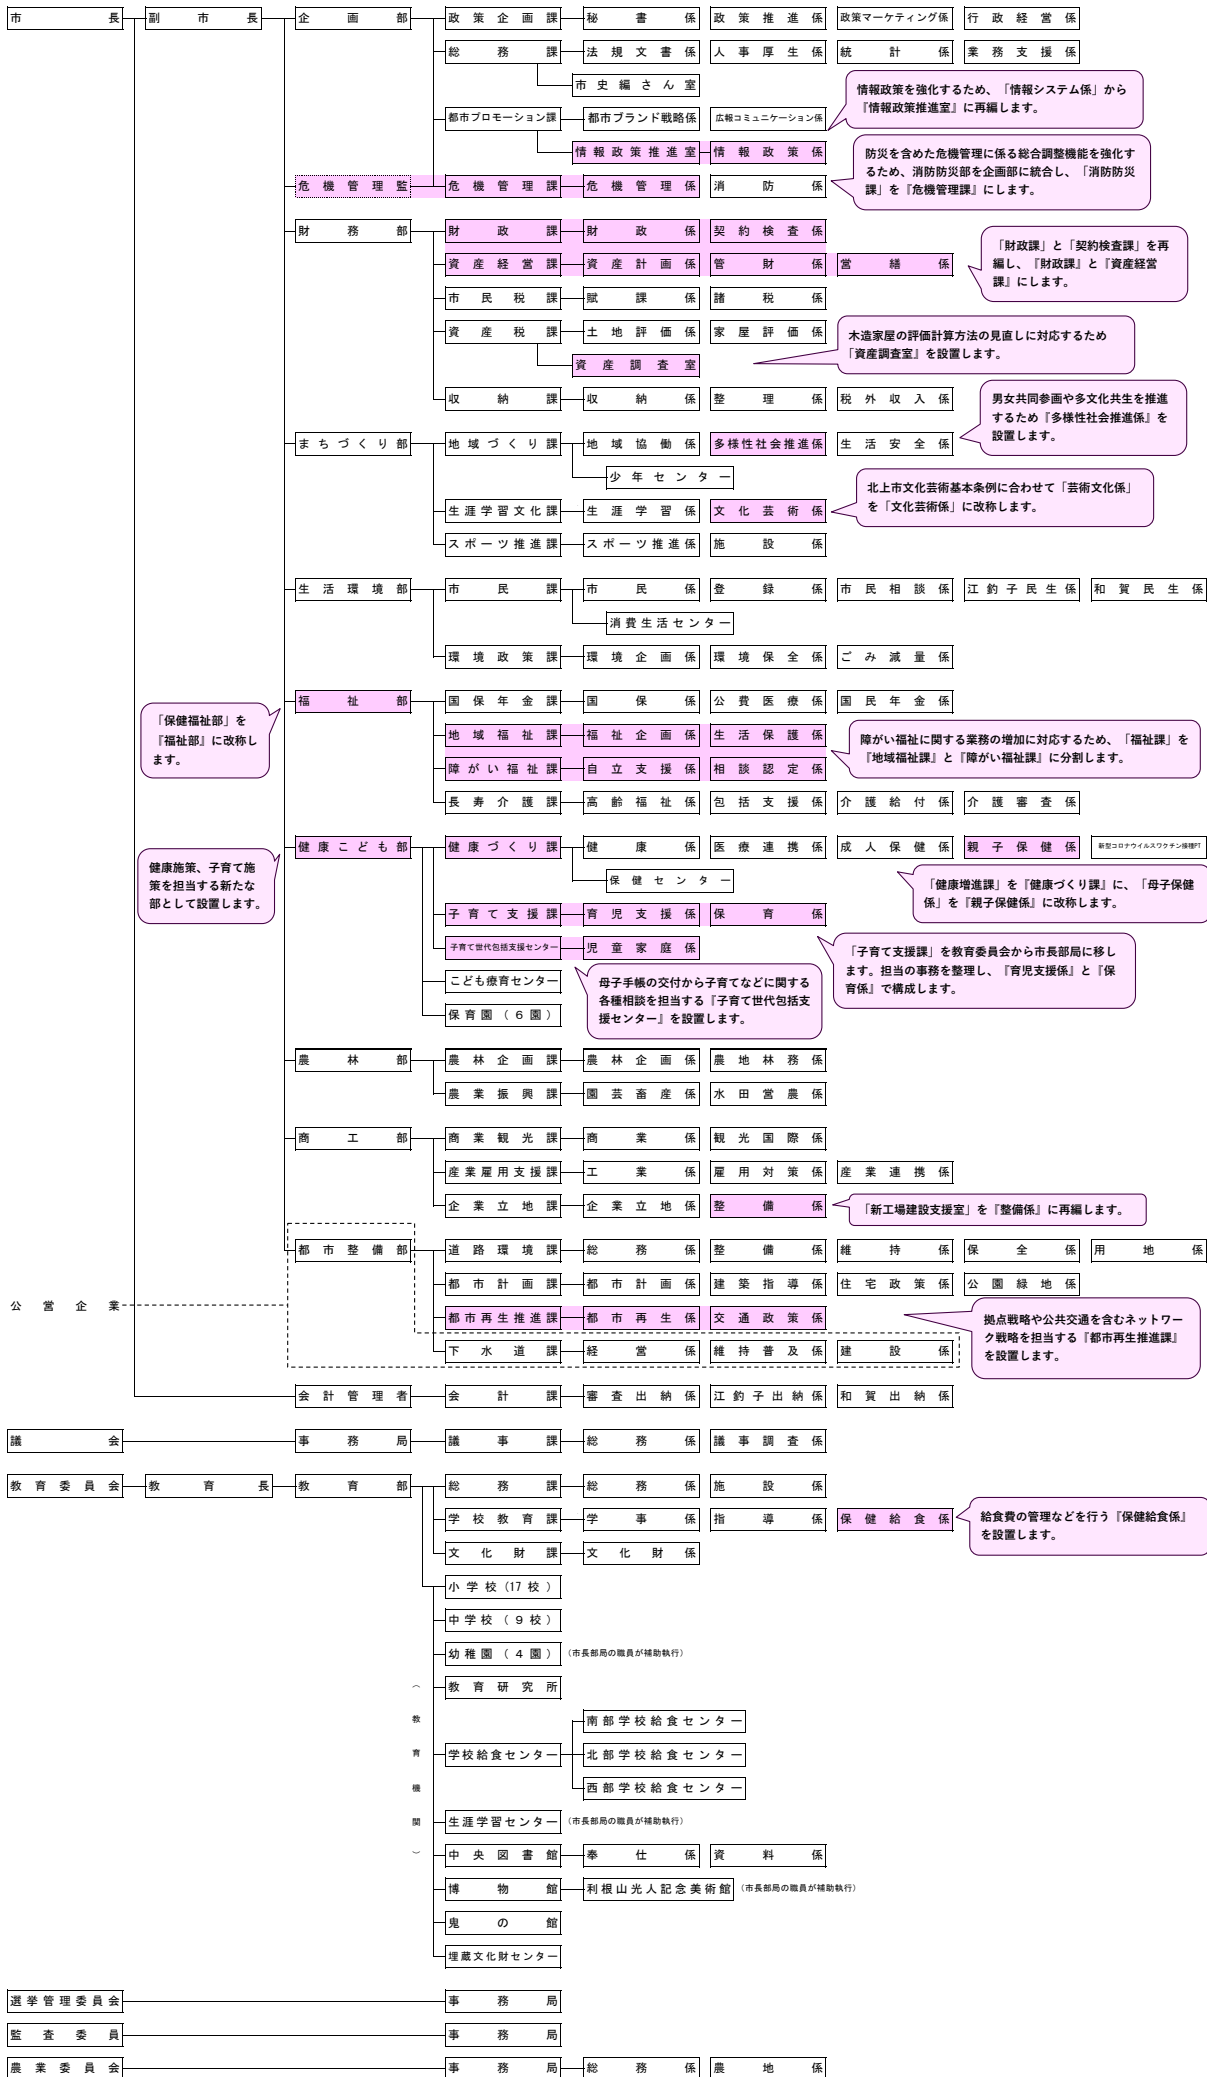 市長 副市長 企画部 政策企画課 秘書係 政策推進係 政策マーケティング係 行政経営係
総務課 法規文書係 人事厚生係 統計係 業務支援係
市史編さん室
情報政策を強化するため、「情報システム係」から
『情報政策推進室』に再編します。
都市プロモーション課 都市ブランド戦略係 広報コミュニケーション係
情報政策推進室 情報政策係
防災を含めた危機管理に係る総合調整機能を強化す
るため、消防防災部を企画部に統合し、「消防防災
課」を『危機管理課』にします。
危機管理監 危機管理課 危機管理係 消防係
財務部 財政課 財政係 契約検査係
資産経営課 資産計画係 管財係 営繕係
「財政課」と「契約検査課」を再
編し、『財政課』と『資産経営
課』にします。
市民税課 賦課係 諸税係
資産税課 土地評価係 家屋評価係
木造家屋の評価計算方法の見直しに対応するため
「資産調査室」を設置します。
資産調査室
収納課 収納係 整理係 税外収入係
男女共同参画や多文化共生を推進
するため『多様性社会推進係』を
設置します。
まちづくり部 地域づくり課 地域協働係 多様性社会推進係 生活安全係
少年センター
北上市文化芸術基本条例に合わせて「芸術文化係」
を「文化芸術係」に改称します。
生涯学習文化課 生涯学習係 文化芸術係
スポーツ推進課 スポーツ推進係 施設係
生活環境部 市民課 市民係 登録係 市民相談係 江釣子民生係 和賀民生係
消費生活センター
環境政策課 環境企画係 環境保全係 ごみ減量係
福祉部 国保年金課 国保係 公費医療係 国民年金係
「保健福祉部」を
『福祉部』に改称し
ます。
地域福祉課 福祉企画係 生活保護係
障がい福祉課 自立支援係 相談認定係
障がい福祉に関する業務の増加に対応するため、「福祉課」を
『地域福祉課』と『障がい福祉課』に分割します。
長寿介護課 高齢福祉係 包括支援係 介護給付係 介護審査係
健康こども部 健康づくり課 健康係 医療連携係 成人保健係 親子保健係 新型コロナウイルスワクチン接種PT
健康施策、子育て施
策を担当する新たな
部として設置します。
保健センター
「健康増進課」を『健康づくり課』に、「母子保健
係」を『親子保健係』に改称します。
子育て支援課 育児支援係 保育係
子育て世代包括支援センター 児童家庭係
「子育て支援課」を教育委員会から市長部局に移し
ます。担当の事務を整理し、『育児支援係』と『保
育係』で構成します。
こども療育センター
母子手帳の交付から子育てなどに関する
各種相談を担当する『子育て世代包括支
援センター』を設置します。
保育園（６園）
農林部 農林企画課 農林企画係 農地林務係
農業振興課 園芸畜産係 水田営農係
商工部 商業観光課 商業係 観光国際係
産業雇用支援課 工業係 雇用対策係 産業連携係
企業立地課 企業立地係 整備係
「新工場建設支援室」を『整備係』に再編します。
都市整備部 道路環境課 総務係 整備係 維持係 保全係 用地係
都市計画課 都市計画係 建築指導係 住宅政策係 公園緑地係
公営企業
都市再生推進課 都市再生係 交通政策係
拠点戦略や公共交通を含むネットワー
ク戦略を担当する『都市再生推進課』
を設置します。
下水道課 経営係 維持普及係 建設係
会計管理者 会計課 審査出納係 江釣子出納係 和賀出納係
議会 事務局 議事課 総務係 議事調査係
教育委員会 教育長 教育部 総務課 総務係 施設係
学校教育課 学事係 指導係 保健給食係
給食費の管理などを行う『保健給食係』
を設置します。
文化財課 文化財係
小学校（17校）
中学校（９校）
幼稚園（４園） （市長部局の職員が補助執行）
（教育機関）
教育研究所
南部学校給食センター
学校給食センター 北部学校給食センター
西部学校給食センター
生涯学習センター （市長部局の職員が補助執行）
中央図書館 奉仕係 資料係
博物館 利根山光人記念美術館 （市長部局の職員が補助執行）
鬼の館
埋蔵文化財センター
選挙管理委員会 事務局
監査委員 事務局
農業委員会 事務局 総務係 農地係